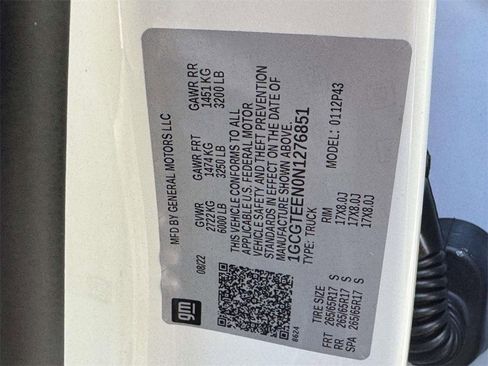 MFD BY GENERAL MOTORS LLC
08/22 GVWR GAWR FRT GAWR RR
2722 KG 1474 KG 1451 KG
6000 LB 3250 LB 3200 LB
THIS VEHICLE CONFORMS TO ALL
APPLICABLE U.S. FEDERAL MOTOR
VEHICLE SAFETY AND THEFT PREVENTION
STANDARDS IN EFFECT ON THE DATE OF
MANUFACTURE SHOWN ABOVE.
1GCGTEEN0N1276851
TYPE: TRUCK MODEL: 0112P43
gm
8624
TIRE SIZE RIM
FRT 265/65R17 S 17X8.0J
RR 265/65R17 S 17X8.0J
SPA 265/65R17 S 17X8.0J